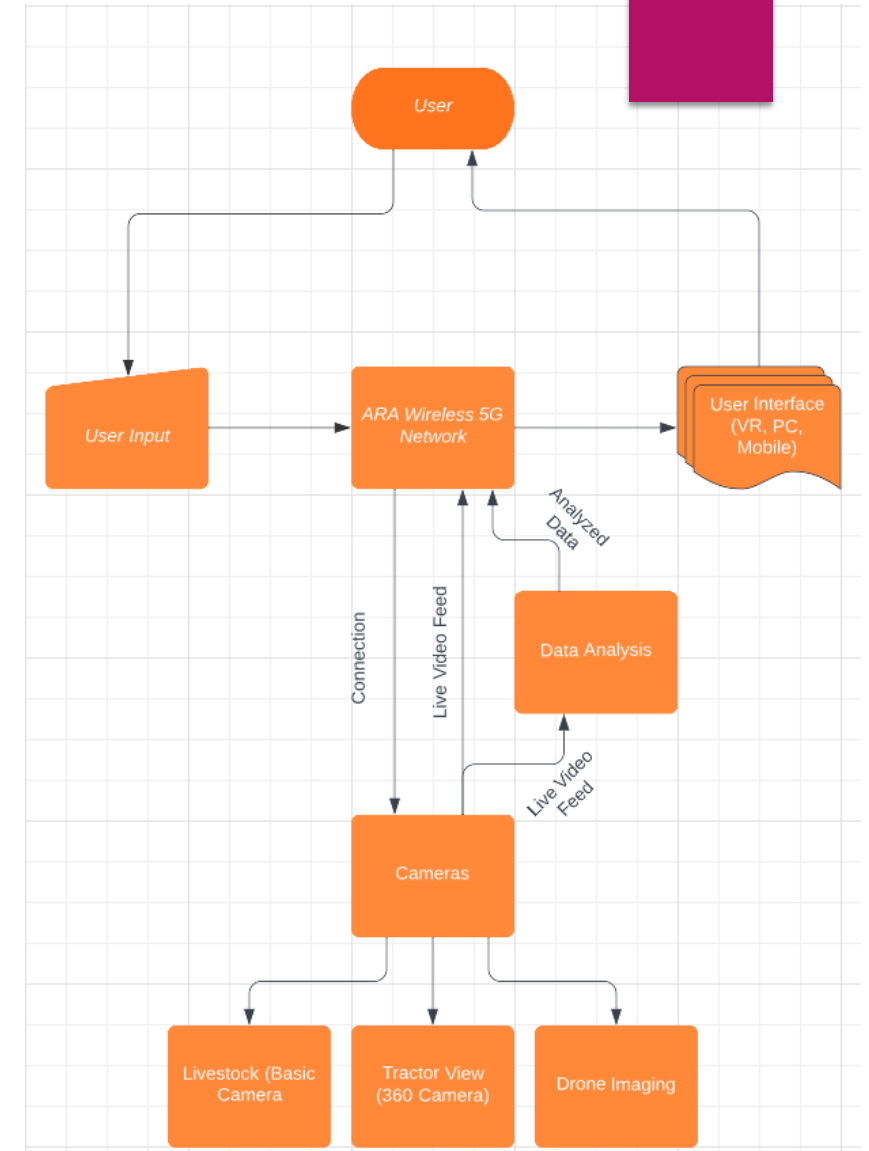 User
User Input
ARA Wireless 5G
Network
User Interface
(VR, PC,
Mobile)
Analyzed
Data
Connection
Live Video Feed
Data Analysis
Live Video
Feed
Cameras
Livestock (Basic
Camera
Tractor View
(360 Camera)
Drone Imaging